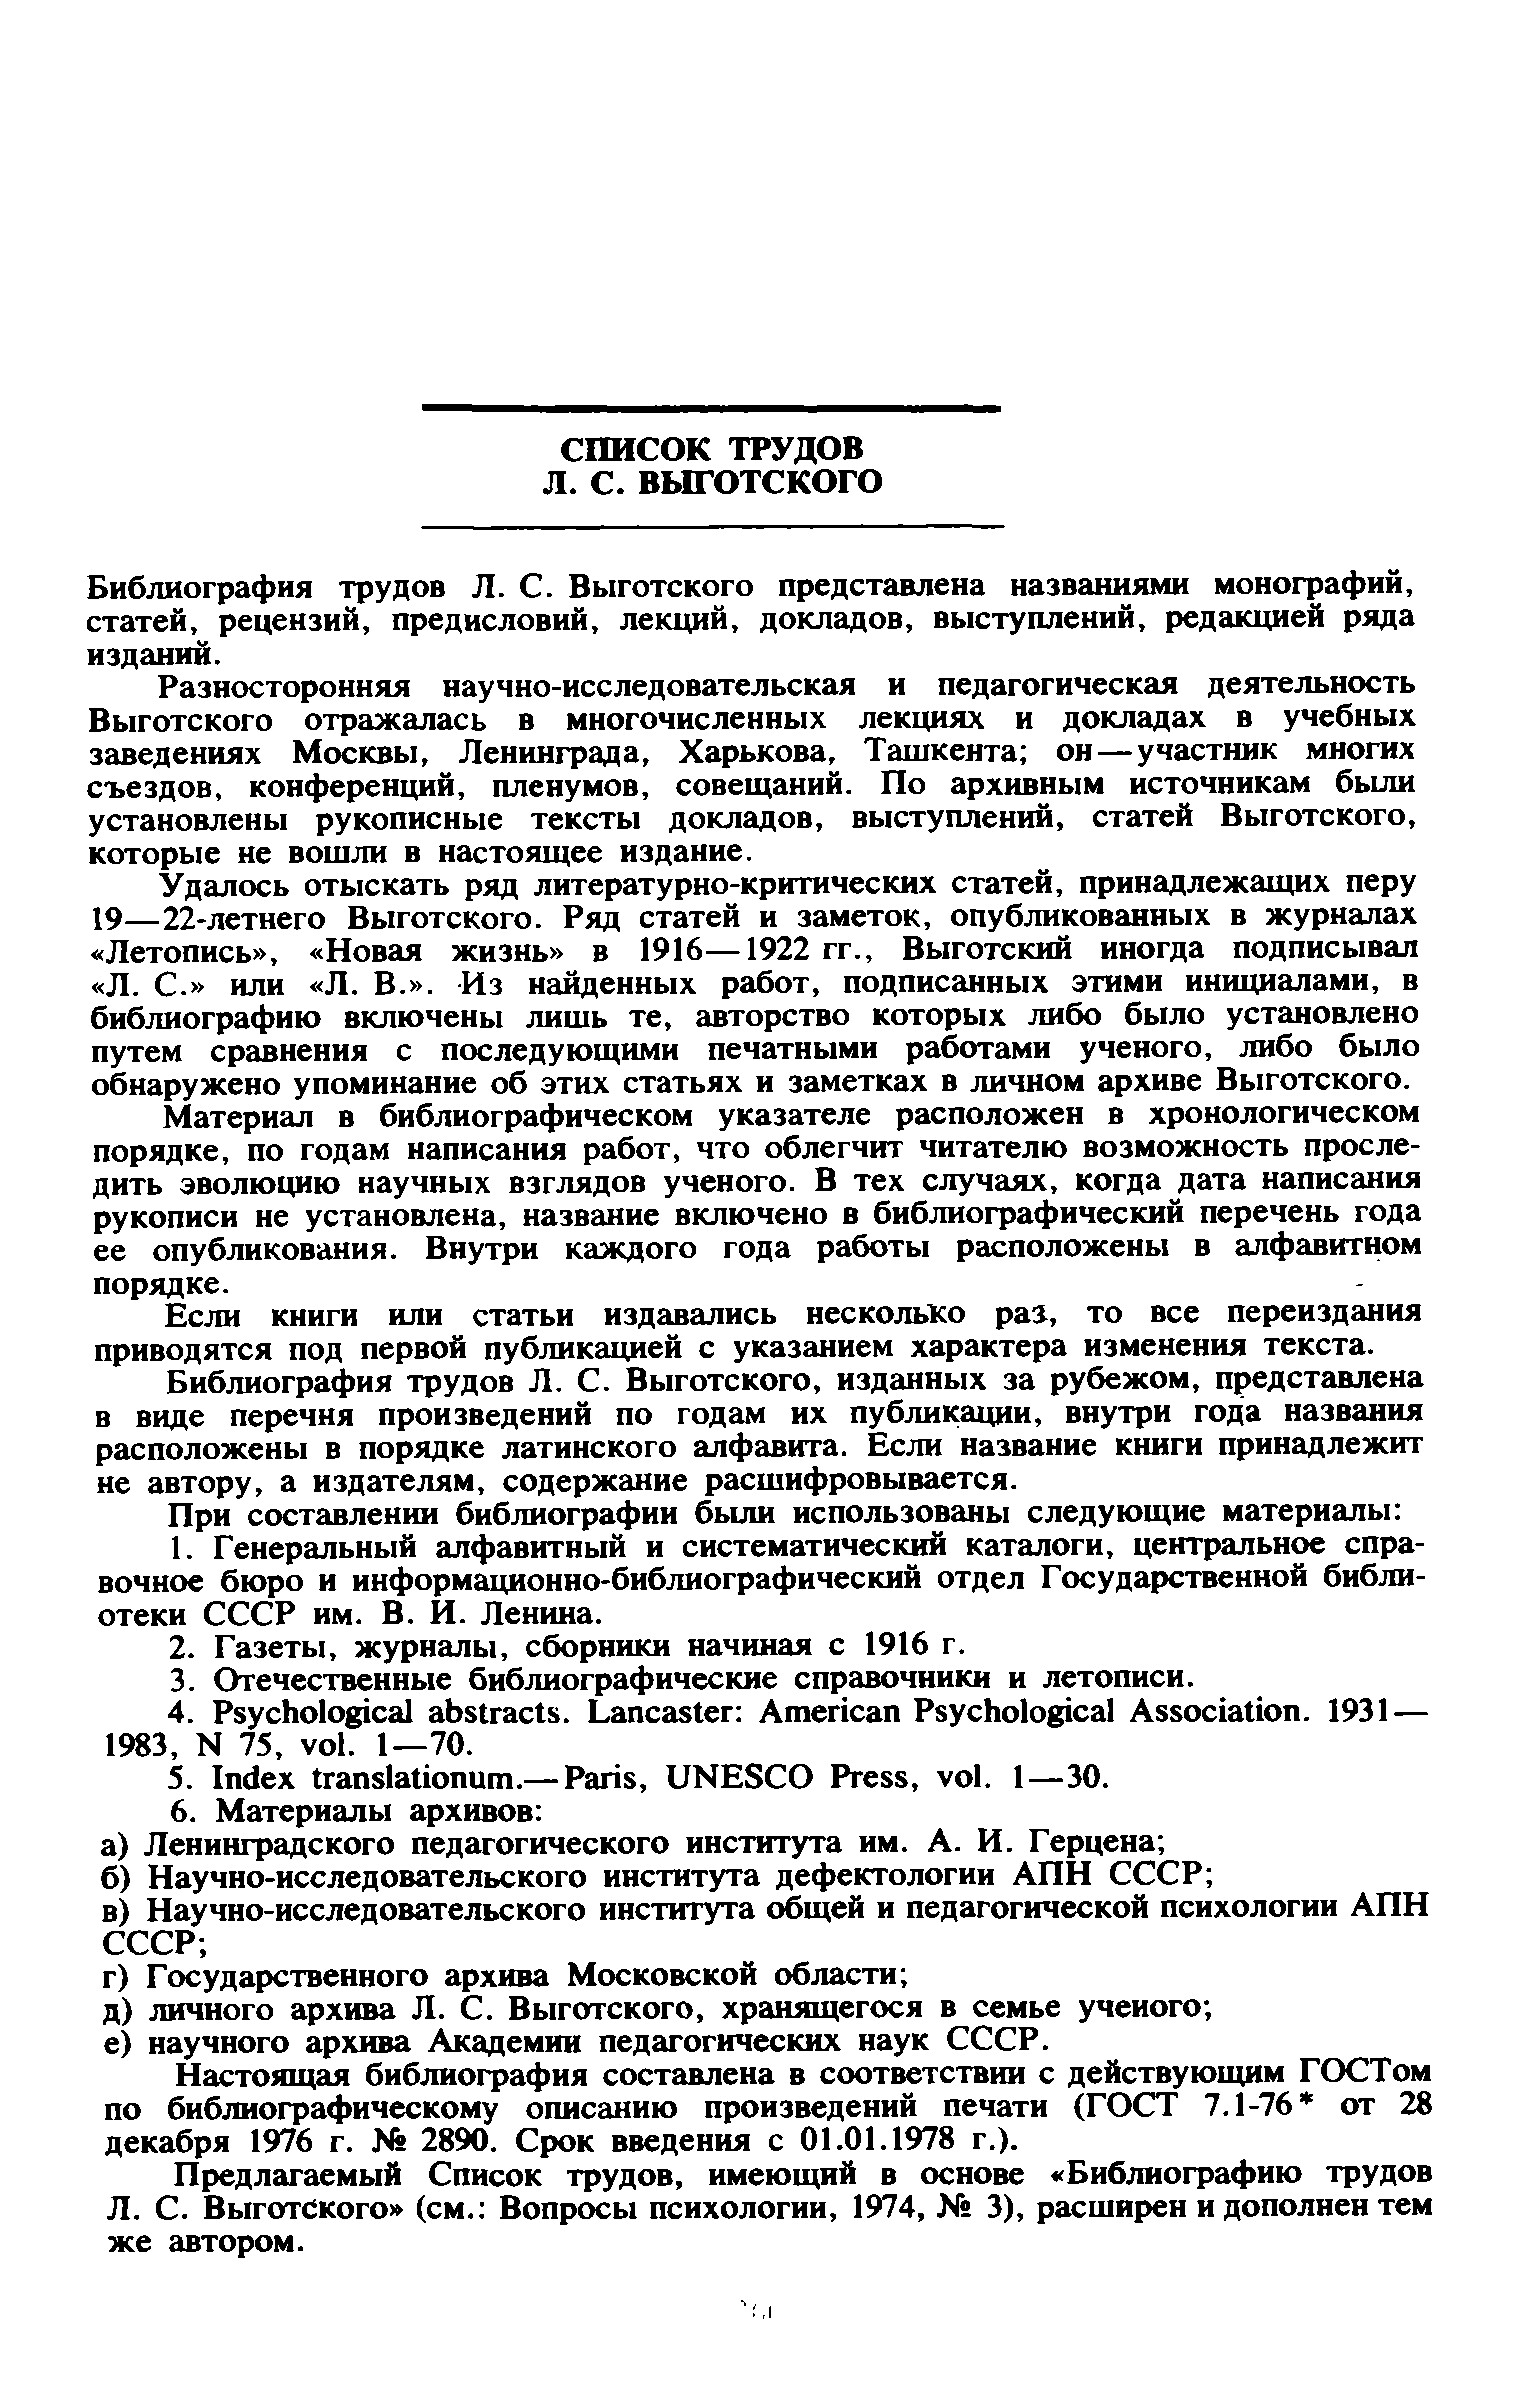 СПИСОК ТРУДОВ
Л. С. ВЫГОТСКОГО
Библиография трудов Л. С. Выготского представлена названиями монографий,
статей, рецензий, предисловий, лекций, докладов, выступлений, редакцией ряда
изданий.
Разносторонняя научно-исследовательская и педагогическая деятельность
Выготского отражалась в многочисленных лекциях и докладах в учебных
заведениях Москвы, Ленинграда, Харькова, Ташкента; он—участник многих
съездов, конференций, пленумов, совещаний. По архивным источникам были
установлены рукописные тексты докладов, выступлений, статей Выготского,
которые не вошли в настоящее издание.
Удалось отыскать ряд литературно-критических статей, принадлежащих перу
19—22-летнего Выготского. Ряд статей и заметок, опубликованных в журналах
«Летопись», «Новая жизнь» в 1916—1922 гг., Выготский иногда подписывал
«Л. С.» или «Л. В.». Из найденных работ, подписанных этими инициалами, в
библиографию включены лишь те, авторство которых либо было установлено
путем сравнения с последующими печатными работами ученого, либо было
обнаружено упоминание об этих статьях и заметках в личном архиве Выготского.
Материал в библиографическом указателе расположен в хронологическом
порядке, по годам написания работ, что облегчит читателю возможность просле-
дить эволюцию научных взглядов ученого. В тех случаях, когда дата написания
рукописи не установлена, название включено в библиографический перечень года
ее опубликования. Внутри каждого года работы расположены в алфавитном
порядке.
Если книги или статьи издавались несколько раз, то все переиздания
приводятся под первой публикацией с указанием характера изменения текста.
Библиография трудов Л. С. Выготского, изданных за рубежом, представлена
в виде перечня произведений по годам их публикации, внутри года названия
расположены в порядке латинского алфавита. Если название книги принадлежит
не автору, а издателям, содержание расшифровывается.
При составлении библиографии были использованы следующие материалы:
1. Генеральный алфавитный и систематический каталоги, центральное спра-
вочное бюро и информационно-библиографический отдел Государственной библи-
отеки СССР им. В. И. Ленина.
2. Газеты, журналы, сборники начиная с 1916 г.
3. Отечественные библиографические справочники и летописи.
4. Psychological abstracts. Lancaster: American Psychological Association. 1931—
1983, N 75, vol. 1—70.
5. Index translationum.—Paris, UNESCO Press, vol. 1—30.
6. Материалы архивов:
а) Ленинградского педагогического института им. А. И. Герцена;
б) Научно-исследовательского института дефектологии АПН СССР;
в) Научно-исследовательского института общей и педагогической психологии АПН
СССР;
г) Государственного архива Московской области;
д) личного архива Л. С. Выготского, хранящегося в семье ученого;
е) научного архива Академии педагогических наук СССР.
Настоящая библиография составлена в соответствии с действующим ГОСТом
по библиографическому описанию произведений печати (ГОСТ 7.1-76* от 28
декабря 1976 г. № 2890. Срок введения с 01.01.1978 г.).
Предлагаемый Список трудов, имеющий в основе «Библиографию трудов
Л. С. Выготского» (см.: Вопросы психологии, 1974, № 3), расширен и дополнен тем
же автором.